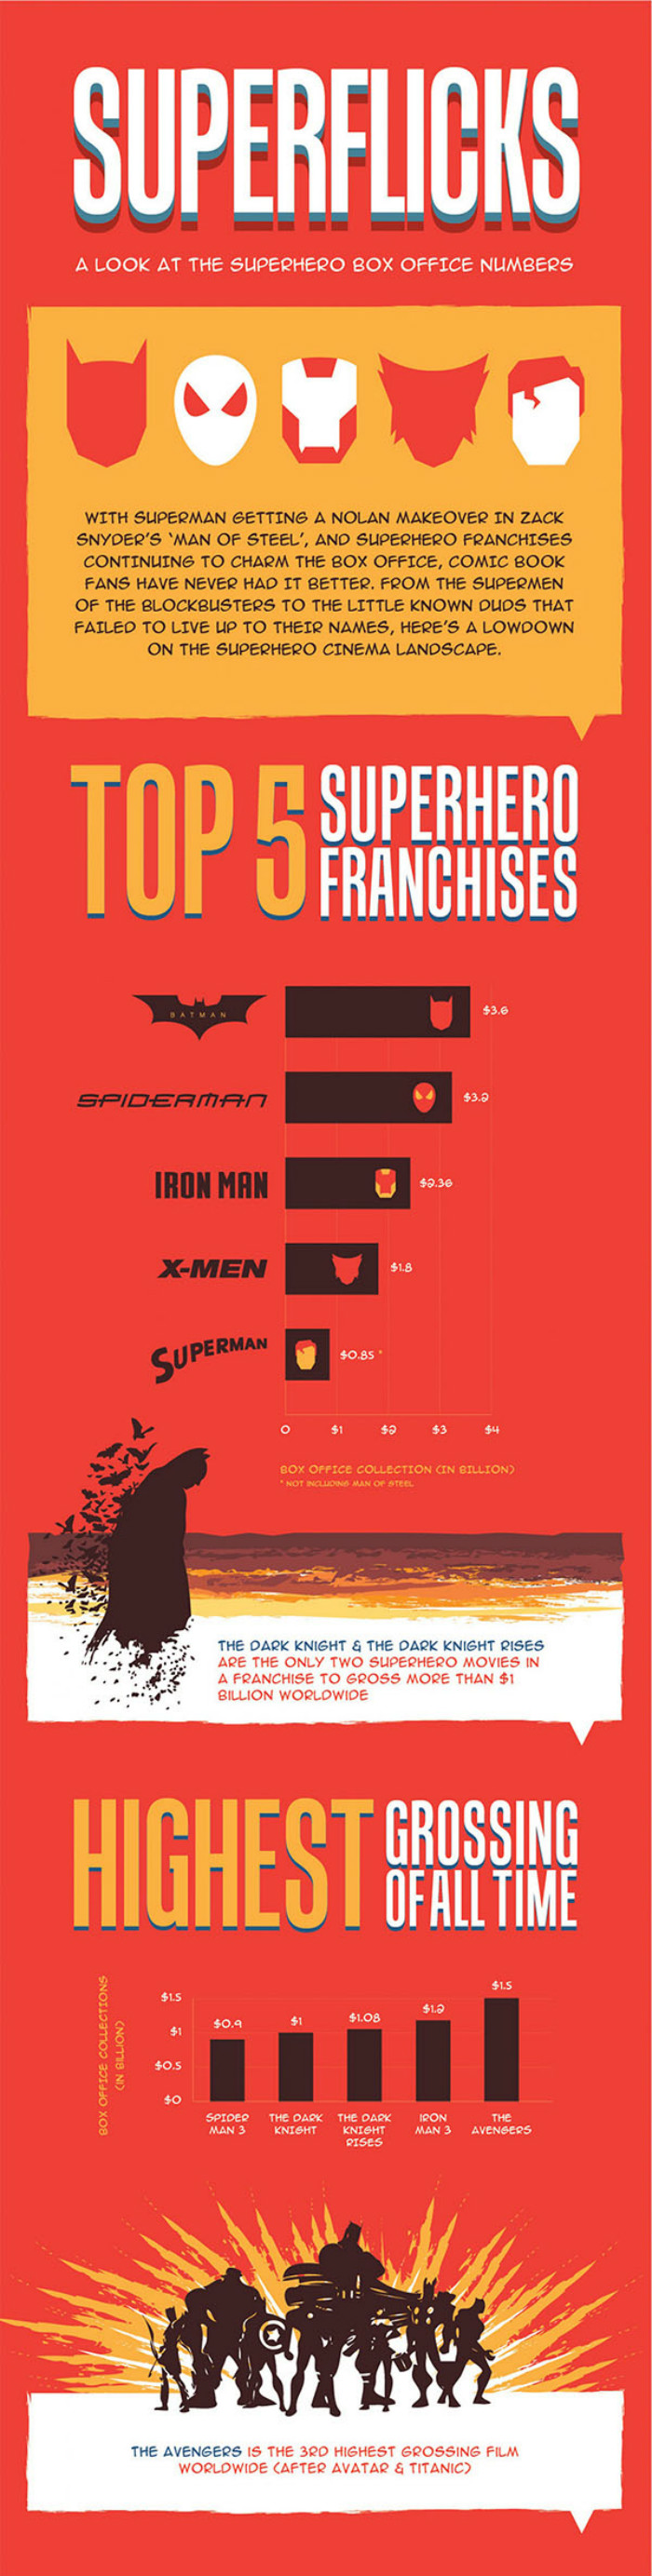 SUPERFLICKS
A LOOK AT THE SUPERHERO BOX OFFICE NUMBERS
WITH SUPERMAN GETTING A NOLAN MAKEOVER IN ZACK
SNYDER'S 'MAN OF STEEL', AND SUPERHERO FRANCHISES
CONTINUING TO CHARM THE BOX OFFICE, COMIC BOOK
FANS HAVE NEVER HAD IT BETTER. FROM THE SUPERMEN
OF THE BLOCKBUSTERS TO THE LITTLE KNOWN DUDS THAT
FAILED TO LIVE UP TO THEIR NAMES, HERE'S A LOWDOWN
ON THE SUPERHERO CINEMA LANDSCAPE.
TOP 5 SUPERHERO
FRANCHISES
BATMAN
$3.6
SPIDERMAN
$3.2
IRON MAN
$2.36
X-MEN
$1.8
SUPERMAN
$0.85 *
0 $1 $2 $3 $4
BOX OFFICE COLLECTION (IN BILLION)
* NOT INCLUDING MAN OF STEEL
THE DARK KNIGHT & THE DARK KNIGHT RISES
ARE THE ONLY TWO SUPERHERO MOVIES IN
A FRANCHISE TO GROSS MORE THAN $1
BILLION WORLDWIDE
HIGHEST GROSSING
OF ALL TIME
BOX OFFICE COLLECTIONS
(IN BILLION)
$1.5
$1
$0.5
$0
$0.9
$1
$1.08
$1.2
$1.5
SPIDER
MAN 3
THE DARK
KNIGHT
THE DARK
KNIGHT
RISES
IRON
MAN 3
THE
AVENGERS
THE AVENGERS IS THE 3RD HIGHEST GROSSING FILM
WORLDWIDE (AFTER AVATAR & TITANIC)